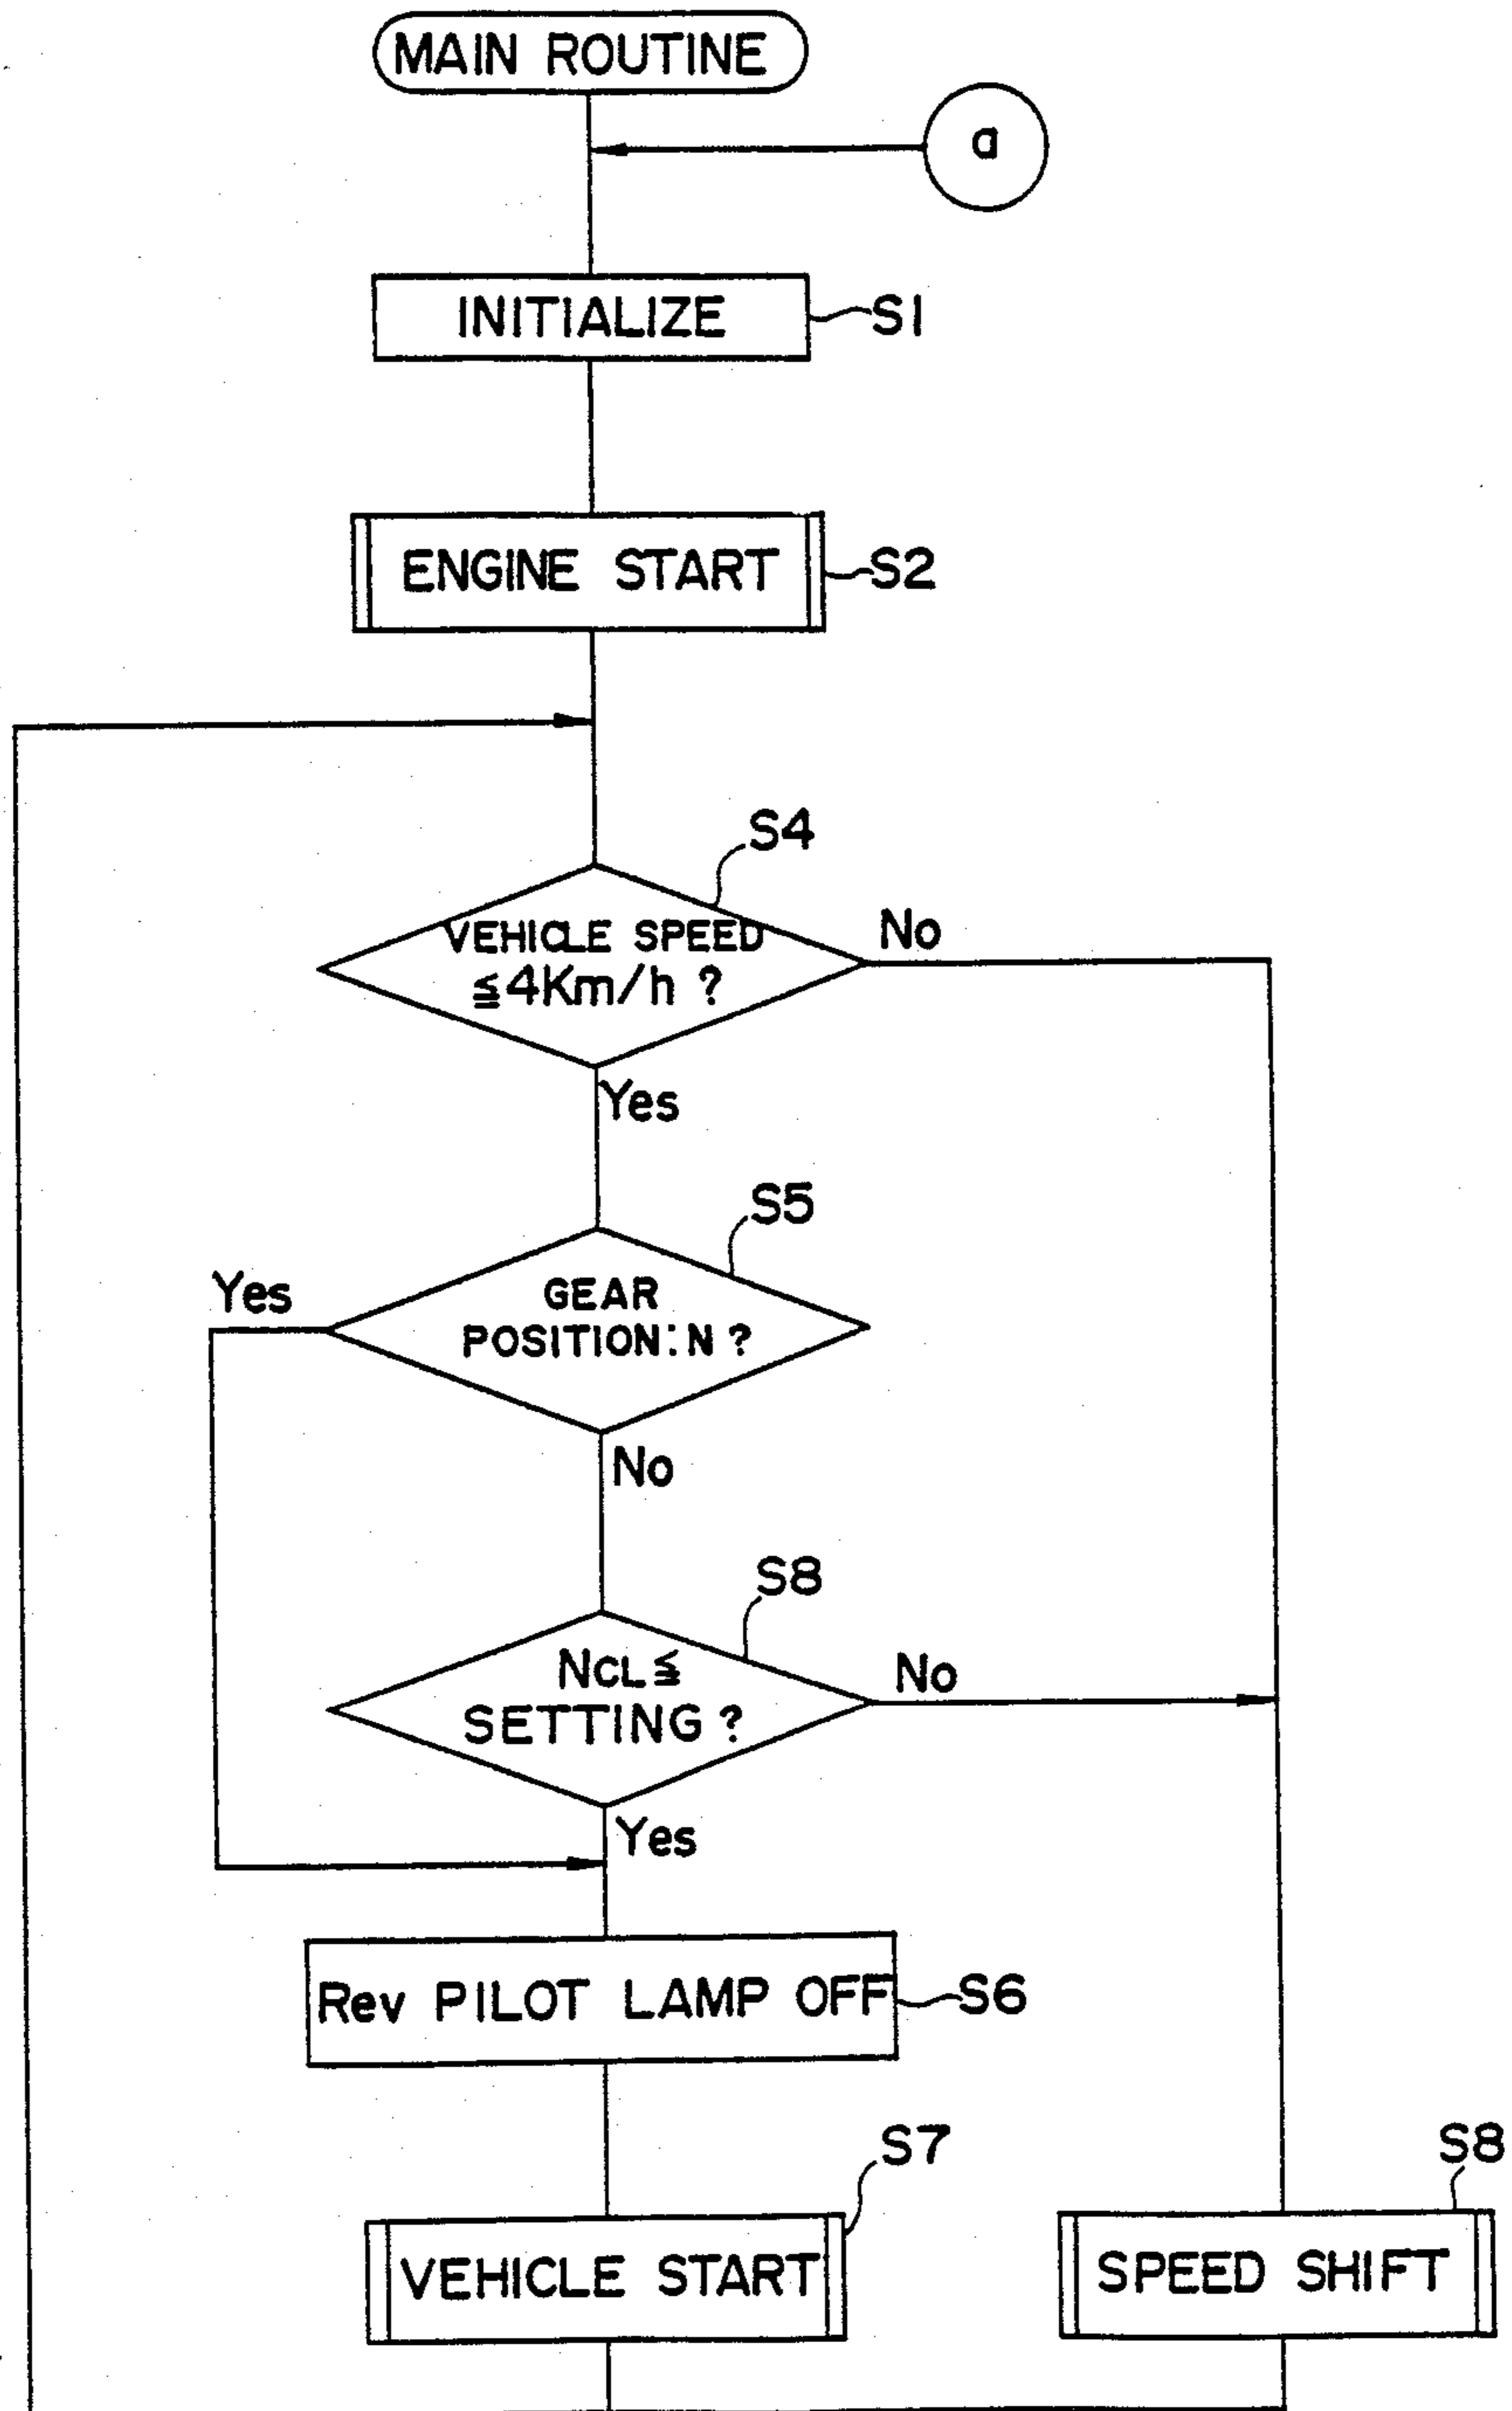 MAIN ROUTINE
a
INITIALIZE
S1
ENGINE START
S2
S4
VEHICLE SPEED
≦4Km/h ?
No
Yes
S5
Yes
GEAR
POSITION:N ?
No
S8
NCL≦
SETTING ?
No
Yes
Rev PILOT LAMP OFF
S6
S7
S8
VEHICLE START
SPEED SHIFT